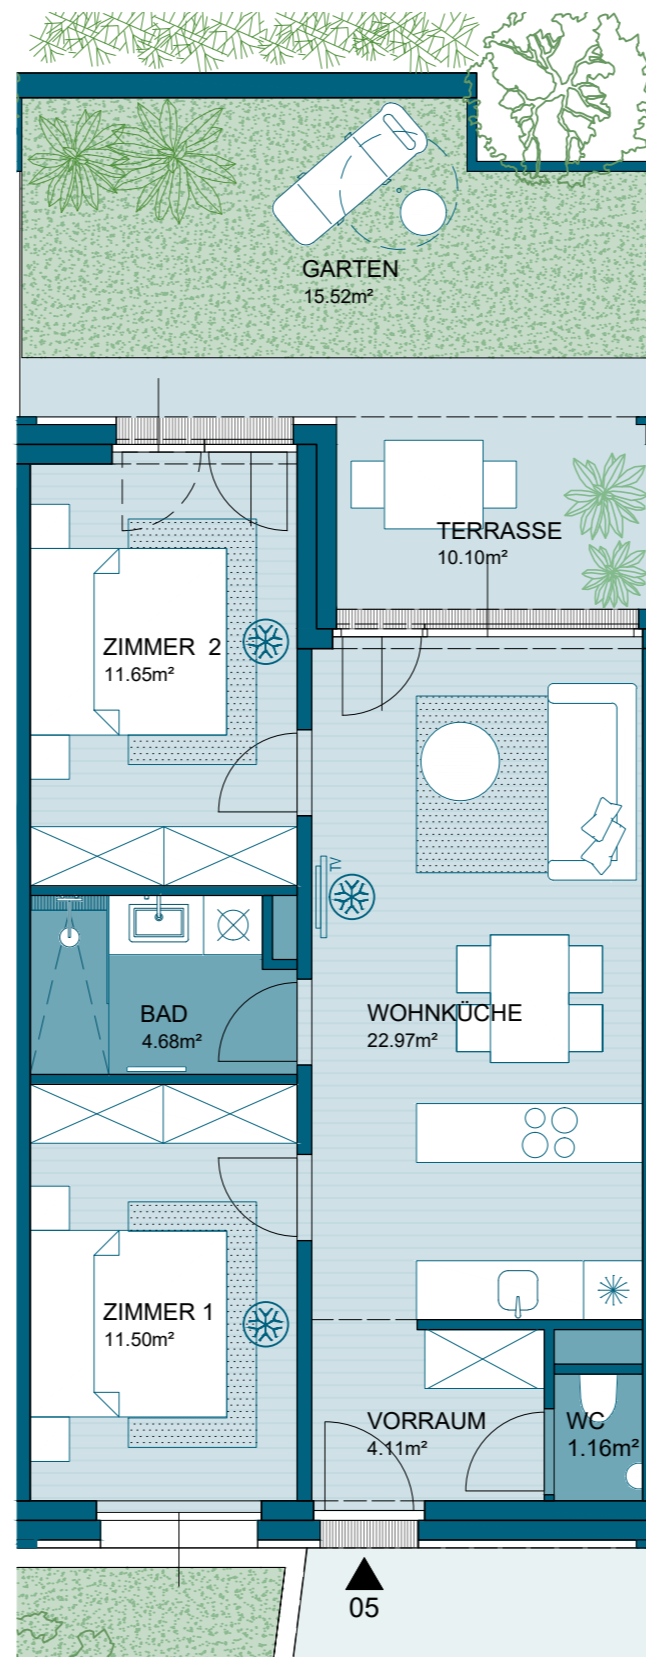 GARTEN
15.52m²
TERRASSE
10.10m²
ZIMMER 2
11.65m²
TV
BAD
4.68m²
WOHNKÜCHE
22.97m²
ZIMMER 1
11.50m²
VORRAUM
4.11m²
WC
1.16m²
05